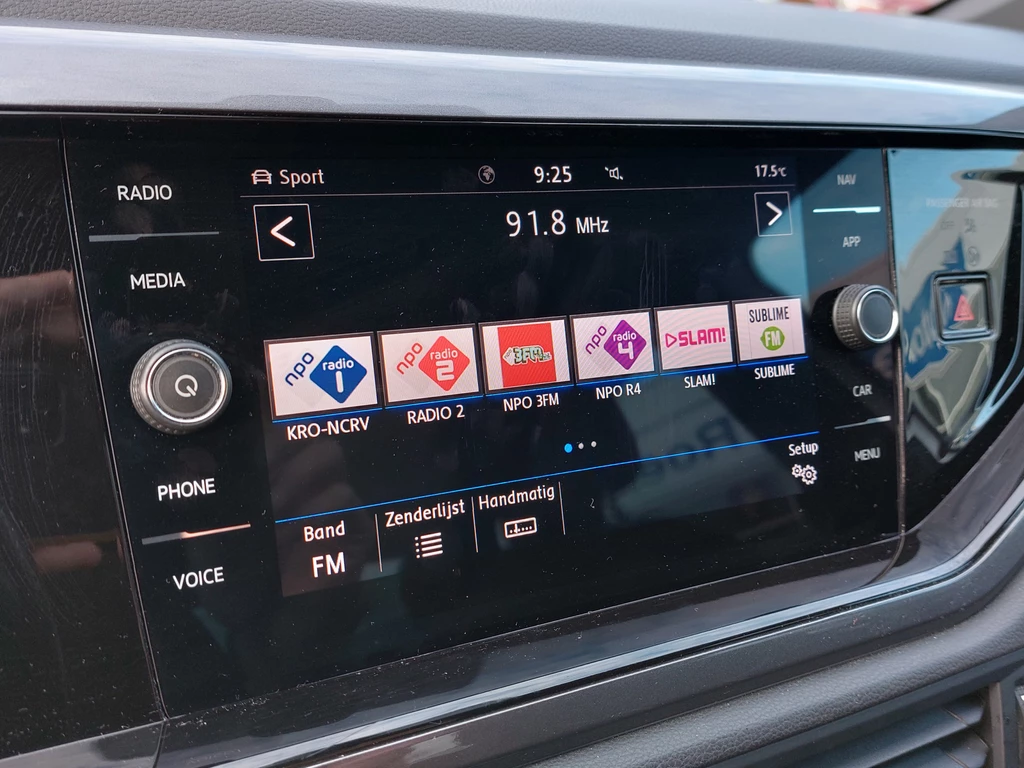 RADIO
MEDIA
PHONE
VOICE
Sport
9:25
17.5°C
91.8 MHz
npo radio 1
KRO-NCRV
npo radio 2
RADIO 2
3FM
NPO 3FM
npo radio 4
NPO R4
SLAM!
SLAM!
SUBLIME
FM
SUBLIME
Setup
Band
FM
Zenderlijst
Handmatig
NAV
APP
CAR
MENU
PASSENGER AIRBAG